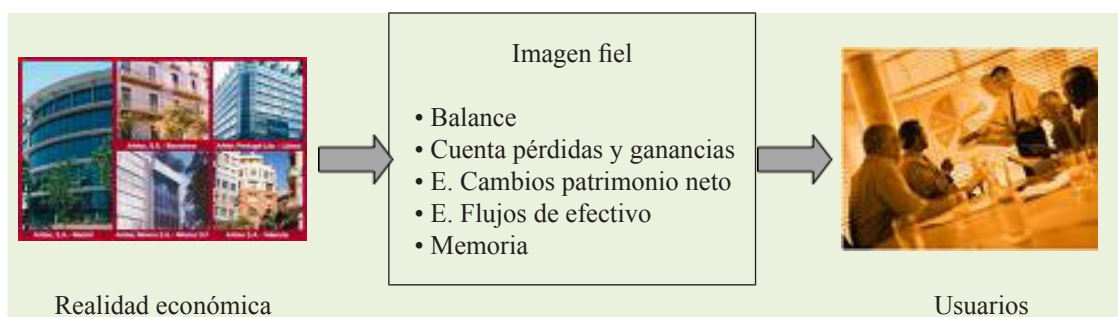 Imagen fiel
• Balance
• Cuenta pérdidas y ganancias
• E. Cambios patrimonio neto
• E. Flujos de efectivo
• Memoria
Realidad económica
Usuarios